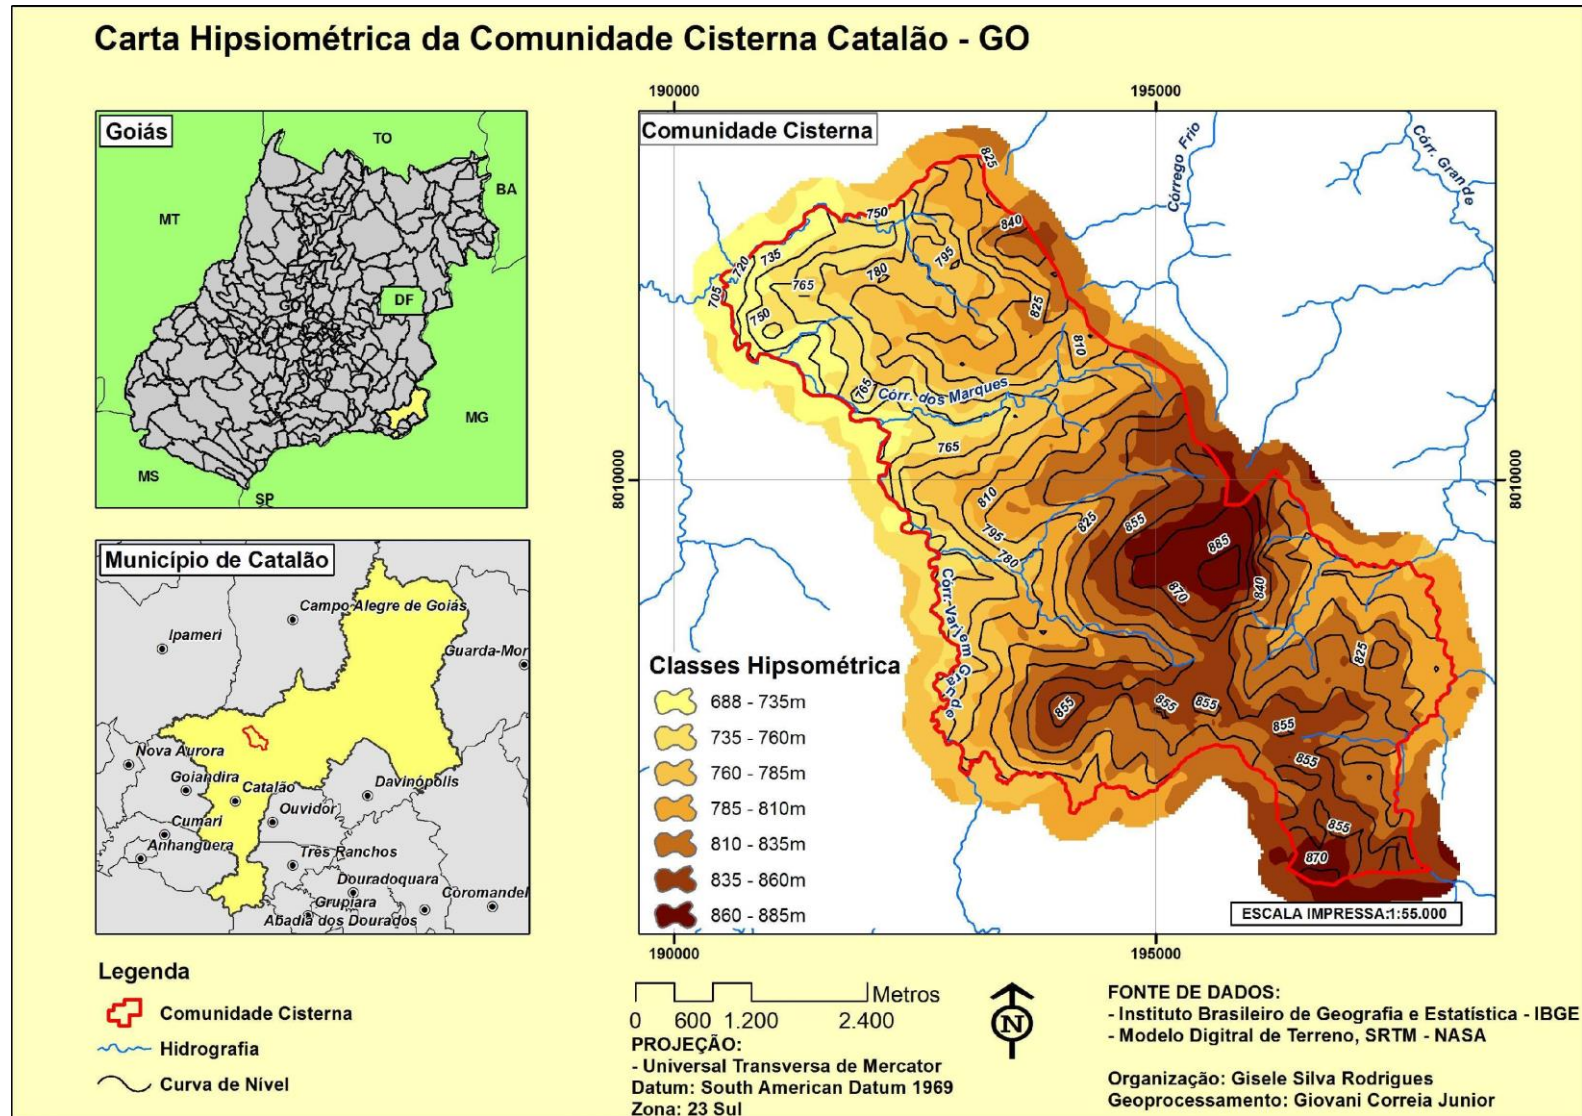 Carta Hipsiométrica da Comunidade Cisterna Catalão - GO
Goiás
TO
BA
MT
DF
GO
MG
MS
SP
Município de Catalão
Campo Alegre de Goiás
Ipameri
Guarda-Mor
Nova Aurora
Goiandira
Catalão
Davinópolis
Ouvidor
Cumari
Anhanguera
Três Ranchos
Douradoquara
Coromandel
Grupiara
Abadia dos Dourados
Legenda
Comunidade Cisterna
Hidrografia
Curva de Nível
190000
195000
Comunidade Cisterna
Córrego Frio
Córr. Grande
825
750
840
795
735
720
780
705
765
750
825
810
765
Córr. dos Marques
765
8010000
8010000
810
825
855
795
885
780
870
840
Córr. Varjem Grande
825
855
855
855
855
855
855
870
Classes Hipsométrica
688 - 735m
735 - 760m
760 - 785m
785 - 810m
810 - 835m
835 - 860m
860 - 885m
ESCALA IMPRESSA:1:55.000
190000
195000
Metros
0 600 1.200 2.400
PROJEÇÃO:
- Universal Transversa de Mercator
Datum: South American Datum 1969
Zona: 23 Sul
N
FONTE DE DADOS:
- Instituto Brasileiro de Geografia e Estatística - IBGE
- Modelo Digitral de Terreno, SRTM - NASA
Organização: Gisele Silva Rodrigues
Geoprocessamento: Giovani Correia Junior